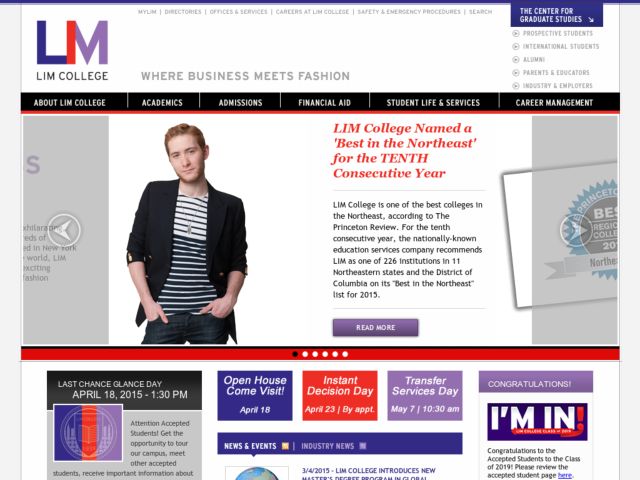 MYLIM | DIRECTORIES | OFFICES & SERVICES | CAREERS AT LIM COLLEGE | SAFETY & EMERGENCY PROCEDURES | SEARCH
THE CENTER FOR
GRADUATE STUDIES
PROSPECTIVE STUDENTS
INTERNATIONAL STUDENTS
ALUMNI
PARENTS & EDUCATORS
INDUSTRY & EMPLOYERS
LIM
LIM COLLEGE
WHERE BUSINESS MEETS FASHION
ABOUT LIM COLLEGE
ACADEMICS
ADMISSIONS
FINANCIAL AID
STUDENT LIFE & SERVICES
CAREER MANAGEMENT
LIM College Named a
'Best in the Northeast'
for the TENTH
Consecutive Year
LIM College is one of the best colleges in
the Northeast, according to The
Princeton Review. For the tenth
consecutive year, the nationally-known
education services company recommends
LIM as one of 226 institutions in 11
Northeastern states and the District of
Columbia on its "Best in the Northeast"
list for 2015.
READ MORE
S
exhilarating
in New York
world, LIM
exciting
fashion
BES
REGIO
COLLE
Northeas
LAST CHANCE GLANCE DAY
APRIL 18, 2015 - 1:30 PM
Attention Accepted
Students! Get the
opportunity to tour
our campus, meet
other accepted
students, receive important information about
Open House
Come Visit!
April 18
Instant
Decision Day
April 23 | By appt.
Transfer
Services Day
May 7 | 10:30 am
NEWS & EVENTS
INDUSTRY NEWS
3/4/2015 - LIM COLLEGE INTRODUCES NEW
MASTER'S DEGREE PROGRAM IN GLOBAL
CONGRATULATIONS!
I'M IN!
LIM COLLEGE CLASS OF 2019
Congratulations to the
Accepted Students to the Class
of 2019! Please review the
accepted student page here.